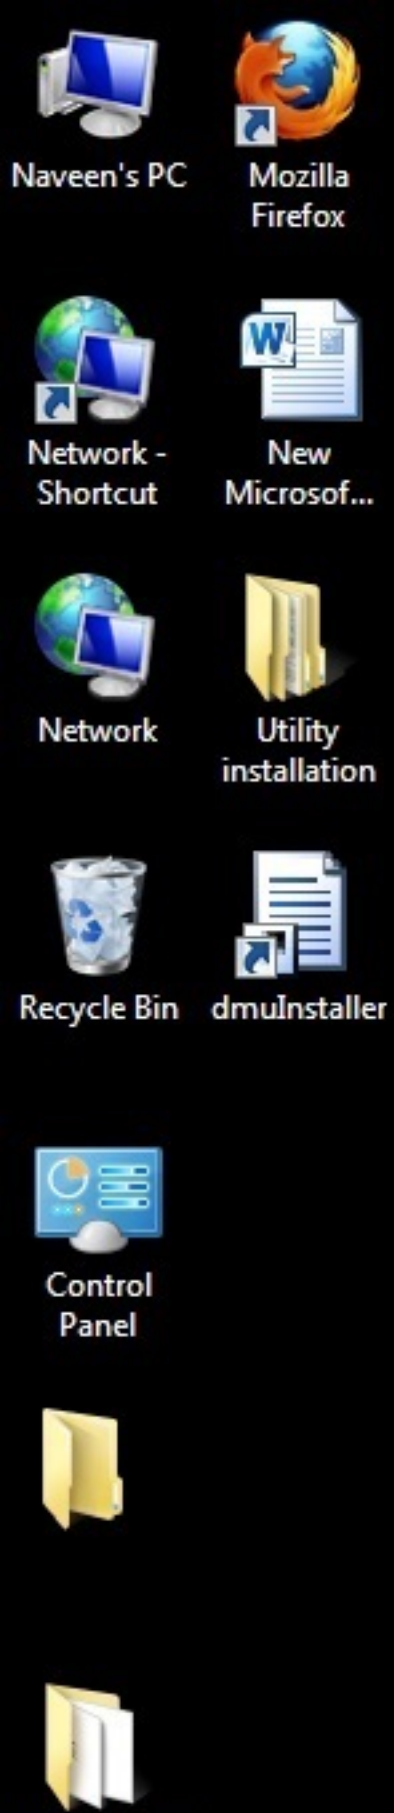 Naveen's PC
Mozilla
Firefox
Network -
Shortcut
W
New
Microsof...
Network
Utility
installation
Recycle Bin
dmuInstaller
Control
Panel